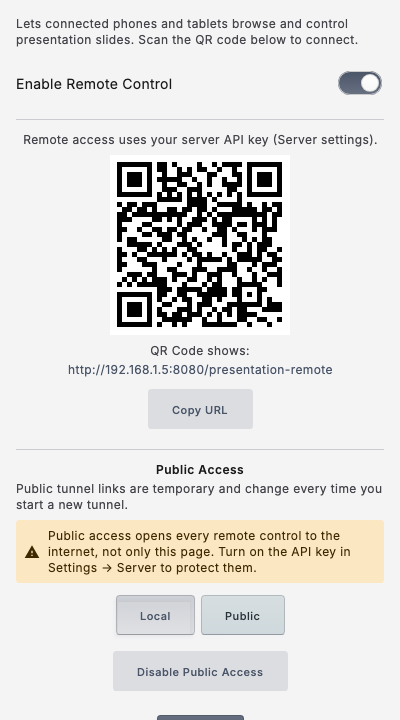 Lets connected phones and tablets browse and control
presentation slides. Scan the QR code below to connect.
Enable Remote Control
Remote access uses your server API key (Server settings).
QR Code shows:
http://192.168.1.5:8080/presentation-remote
Copy URL
Public Access
Public tunnel links are temporary and change every time you
start a new tunnel.
Public access opens every remote control to the
internet, not only this page. Turn on the API key in
Settings → Server to protect them.
Local
Public
Disable Public Access